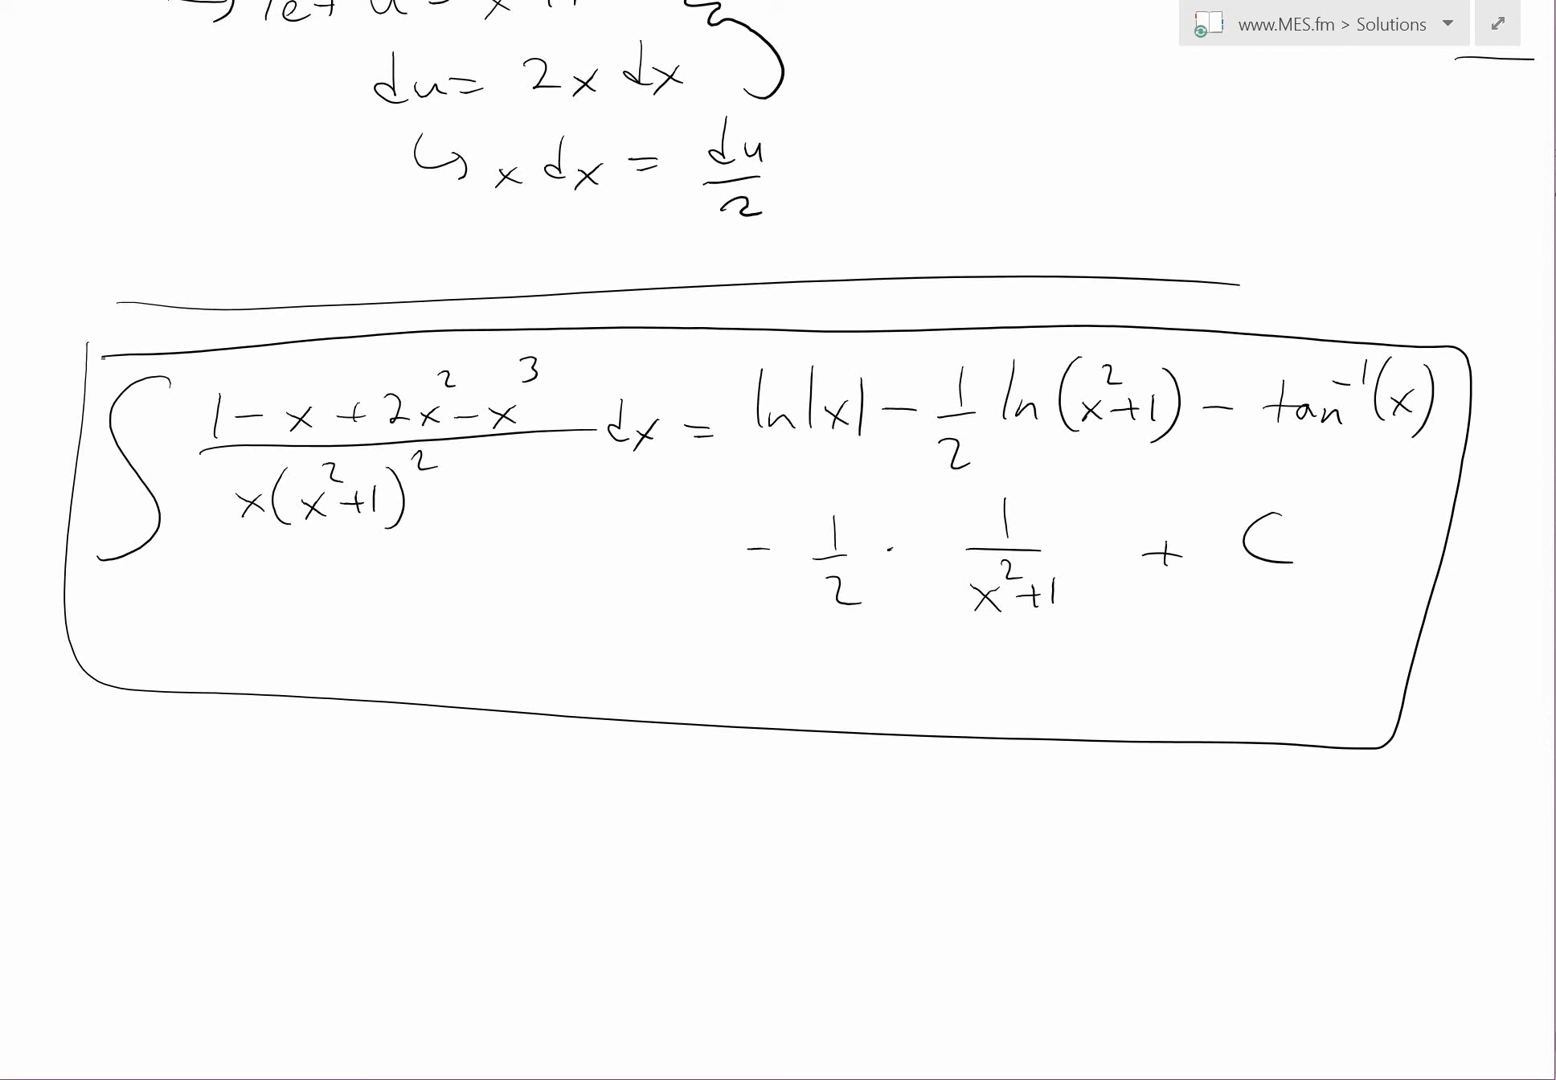 www.MES.fm > Solutions
let u = x
du = 2x dx
↪ x dx = du/2
∫ (1 - x + 2x² - x³)/(x(x²+1)²) dx = ln|x| - 1/2 ln(x²+1) - tan⁻¹(x)
- 1/2 · 1/(x²+1) + C